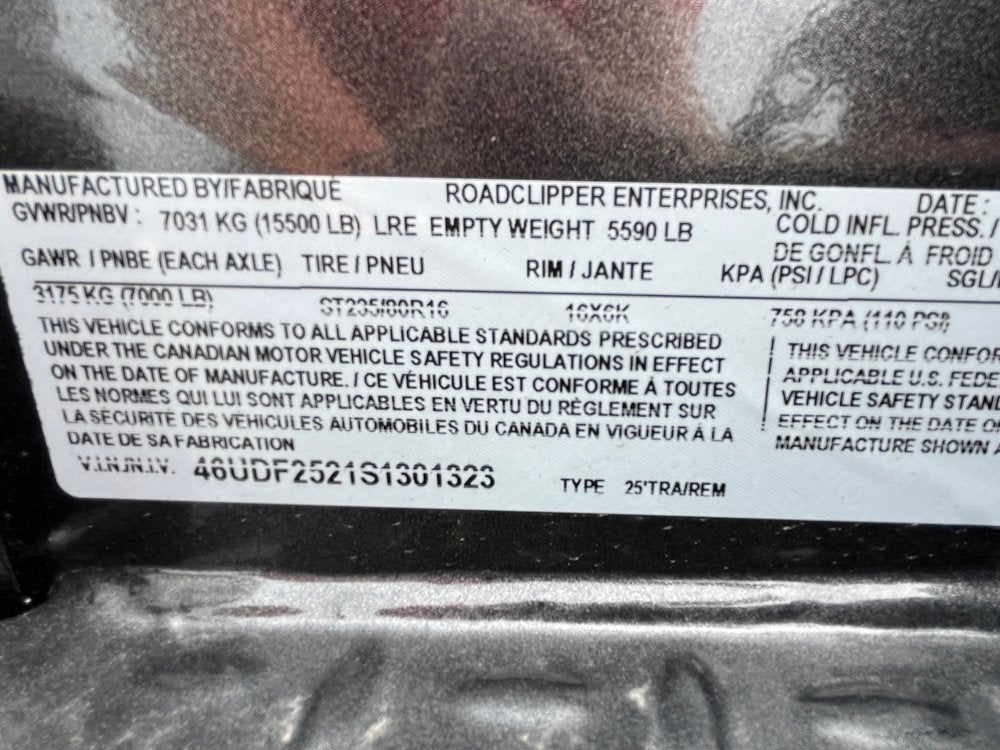 MANUFACTURED BY/FABRIQUÉ ROADCLIPPER ENTERPRISES, INC. DATE:
GVWR/PNBV: 7031 KG (15500 LB) LRE EMPTY WEIGHT 5590 LB COLD INFL. PRESS./
DE GONFL. À FROID
GAWR / PNBE (EACH AXLE) TIRE / PNEU RIM / JANTE KPA (PSI / LPC) SGL/
3175 KG (7000 LB) ST235/80R16 16X6K 758 KPA (110 PSI)
THIS VEHICLE CONFORMS TO ALL APPLICABLE STANDARDS PRESCRIBED
UNDER THE CANADIAN MOTOR VEHICLE SAFETY REGULATIONS IN EFFECT
ON THE DATE OF MANUFACTURE. / CE VÉHICULE EST CONFORME À TOUTES
LES NORMES QUI LUI SONT APPLICABLES EN VERTU DU RÈGLEMENT SUR
LA SÉCURITÉ DES VÉHICULES AUTOMOBILES DU CANADA EN VIGUEUR À LA
DATE DE SA FABRICATION
THIS VEHICLE CONFOR
APPLICABLE U.S. FEDE
VEHICLE SAFETY STAND
EFFECT ON THE DATE O
MANUFACTURE SHOWN A
V.I.N./N.I.V. 46UDF2521S1301323 TYPE 25'TRA/REM